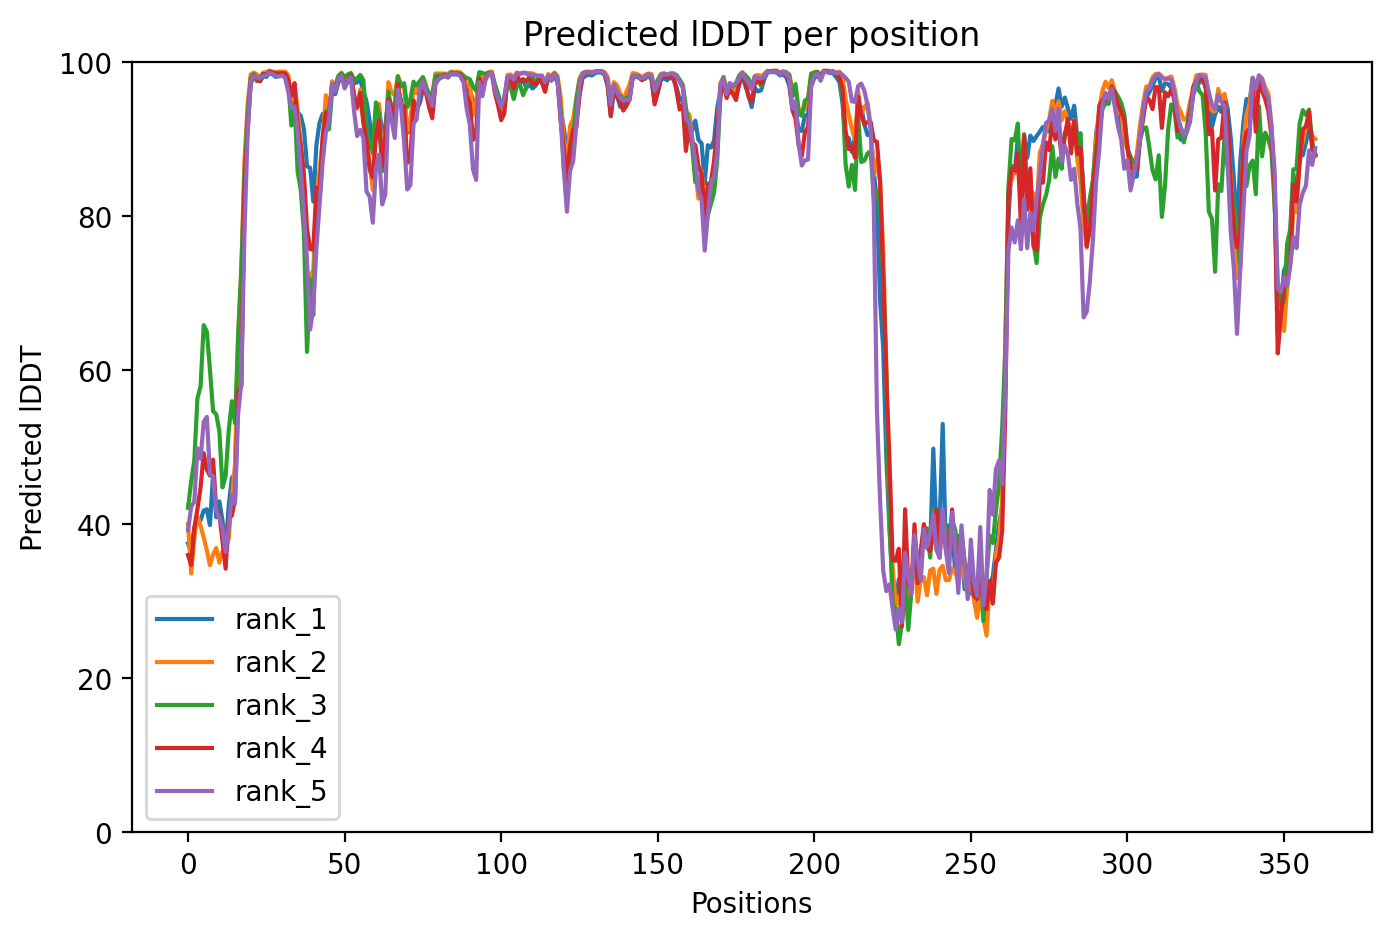 Predicted lDDT per position
100
80
60
40
20
0
Predicted lDDT
rank_1
rank_2
rank_3
rank_4
rank_5
0 50 100 150 200 250 300 350
Positions